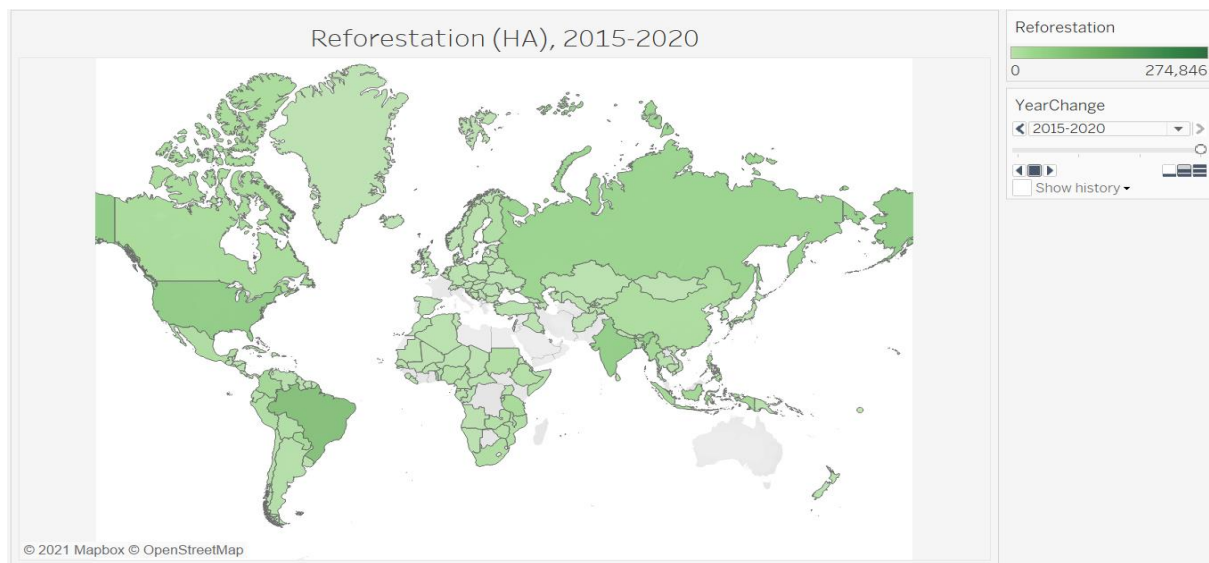 Reforestation (HA), 2015-2020
© 2021 Mapbox © OpenStreetMap
Reforestation
0 274,846
YearChange
2015-2020
Show history